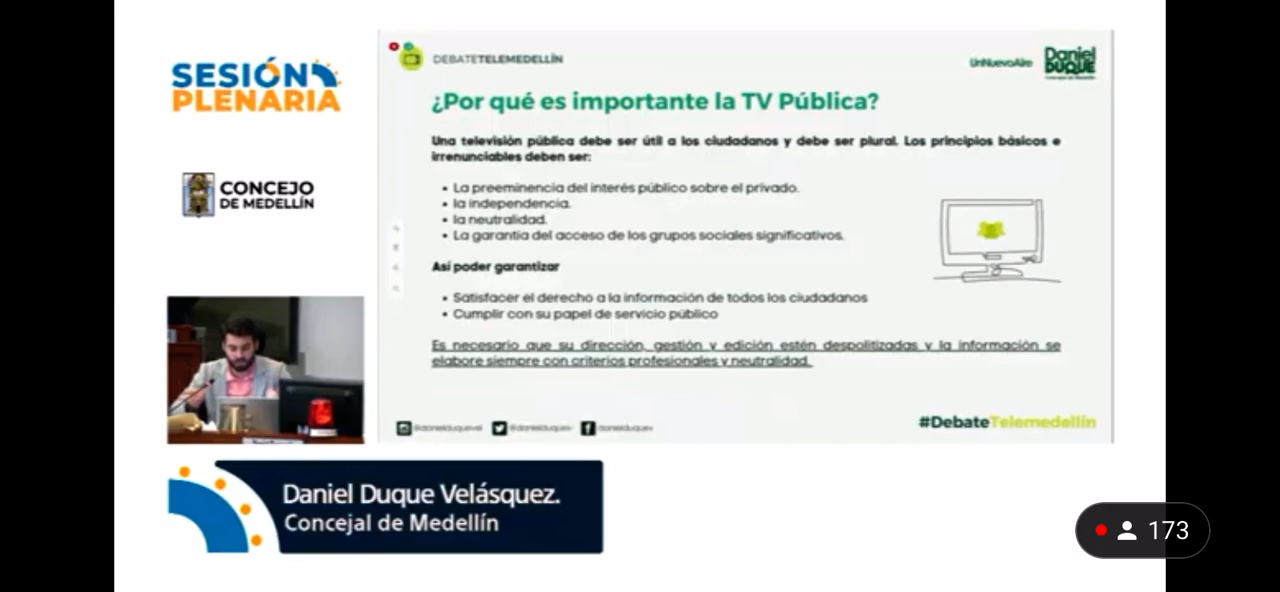 SESIÓN
PLENARIA
CONCEJO
DE MEDELLÍN
DEBATETELEMEDELLÍN
UnNuevoAire
Daniel
DUQUE
¿Por qué es importante la TV Pública?
Una televisión pública debe ser útil a los ciudadanos y debe ser plural. Los principios básicos e
irrenunciables deben ser:
• La preeminencia del interés público sobre el privado.
• la independencia.
• la neutralidad.
• La garantía del acceso de los grupos sociales significativos.
Así poder garantizar
• Satisfacer el derecho a la información de todos los ciudadanos
• Cumplir con su papel de servicio público
Es necesario que su dirección, gestión y edición estén despolitizadas y la información se
elabore siempre con criterios profesionales y neutralidad.
#DebateTelemedellín
Daniel Duque Velásquez.
Concejal de Medellín
173